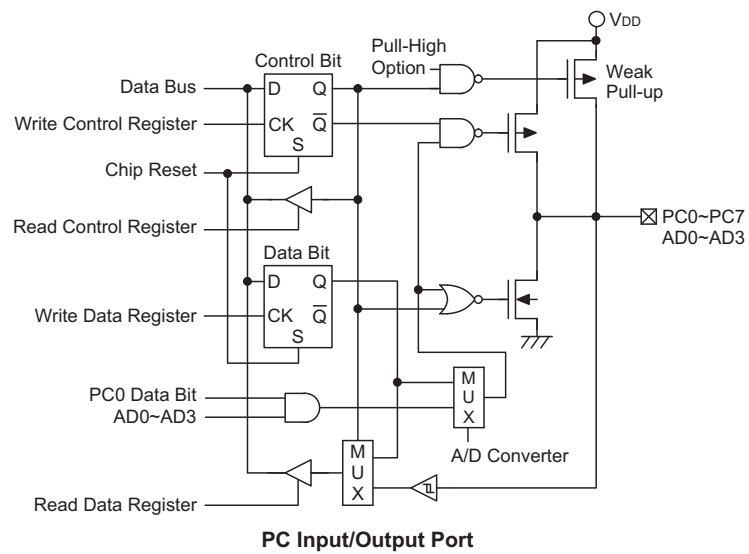 VDD
Control Bit
Pull-High
Option
Weak
Pull-up
Data Bus
D
Q
Write Control Register
CK
Q
S
Chip Reset
PC0~PC7
AD0~AD3
Read Control Register
Data Bit
D
Q
Write Data Register
CK
Q
S
PC0 Data Bit
AD0~AD3
M
U
X
A/D Converter
M
U
X
Read Data Register
PC Input/Output Port